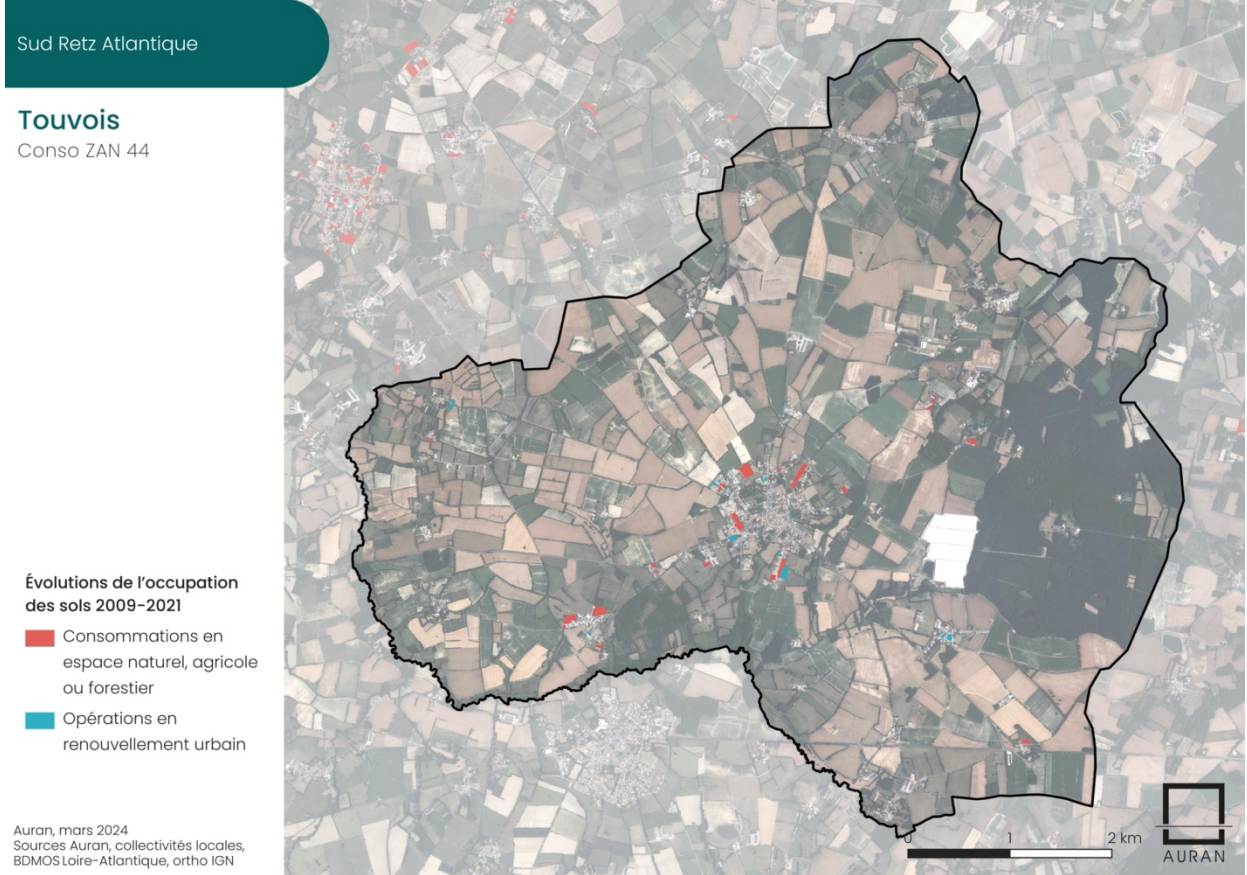 Sud Retz Atlantique
Touvois
Conso ZAN 44
Évolutions de l'occupation
des sols 2009-2021
Consommations en
espace naturel, agricole
ou forestier
Opérations en
renouvellement urbain
Auran, mars 2024
Sources Auran, collectivités locales,
BDMOS Loire-Atlantique, ortho IGN
0 1 2 km
AURAN